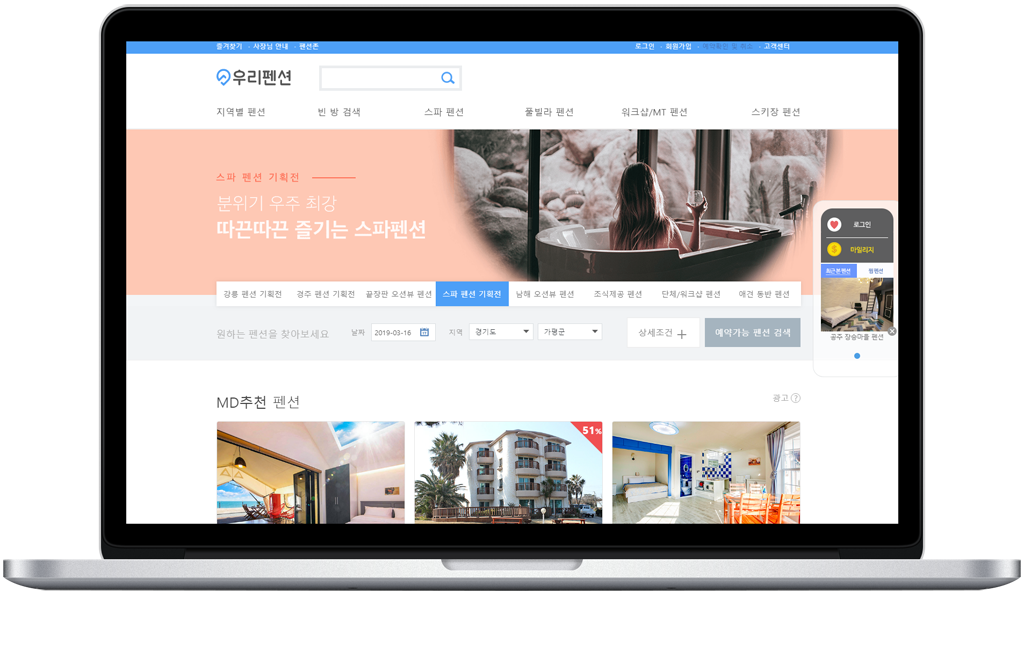 즐겨찾기 · 사장님 안내 · 펜션존
로그인 · 회원가입 · 예약확인 및 취소 · 고객센터
우리펜션
지역별 펜션 빈 방 검색 스파 펜션 풀빌라 펜션 워크샵/MT 펜션 스키장 펜션
스파 펜션 기획전
분위기 우주 최강
따끈따끈 즐기는 스파펜션
로그인
마일리지
최근본펜션 찜펜션
공주 장승마을 펜션
강릉 펜션 기획전 경주 펜션 기획전 끝장판 오션뷰 펜션 스파 펜션 기획전 남해 오션뷰 펜션 조식제공 펜션 단체/워크샵 펜션 애견 동반 펜션
원하는 펜션을 찾아보세요 날짜 2019-03-16 지역 경기도 가평군 상세조건 + 예약가능 펜션 검색
MD추천 펜션
광고 ?
51%